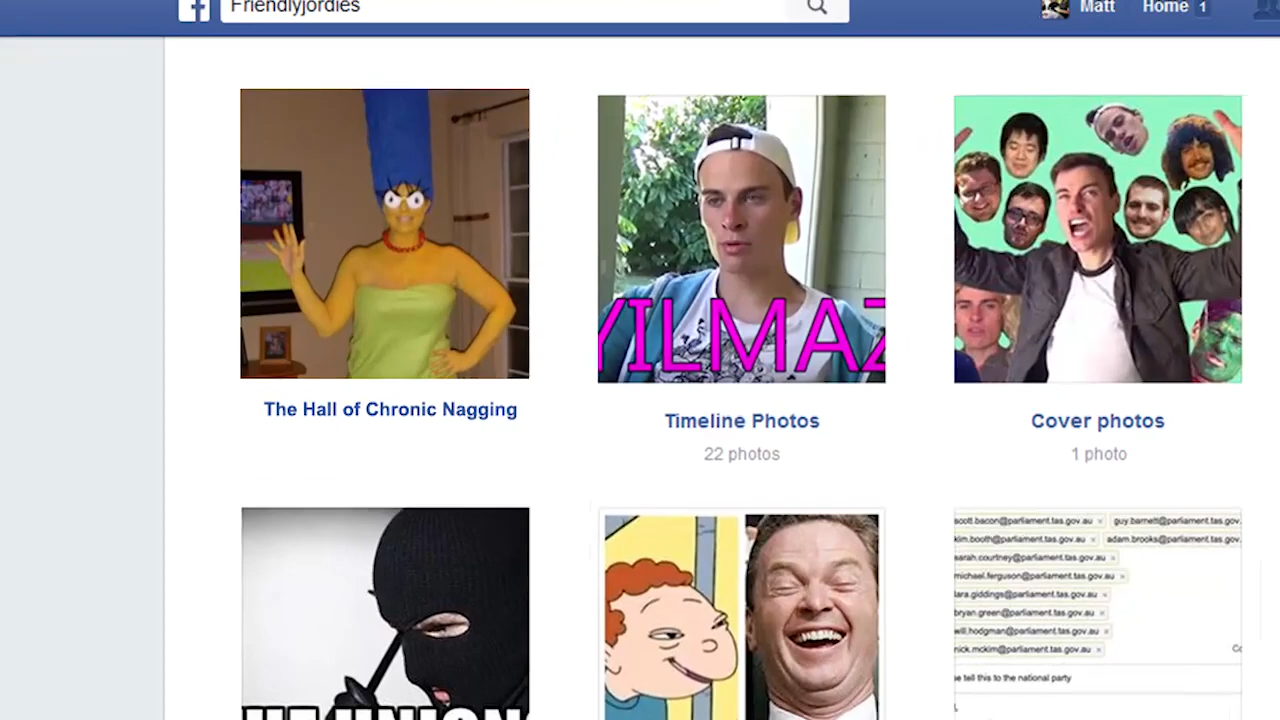 Friendlyjordies
Matt Home 1
YILMAZ
The Hall of Chronic Nagging
Timeline Photos
Cover photos
22 photos
1 photo
scott.bacon@parliament.tas.gov.au × guy.barnett@parliament.tas.gov.
kim.booth@parliament.tas.gov.au × adam.brooks@parliament.tas.gov.
sarah.courtney@parliament.tas.gov.au ×
michael.ferguson@parliament.tas.gov.au ×
lara.giddings@parliament.tas.gov.au ×
bryan.green@parliament.tas.gov.au ×
will.hodgman@parliament.tas.gov.au ×
nick.mckim@parliament.tas.gov.au ×
se tell this to the national party